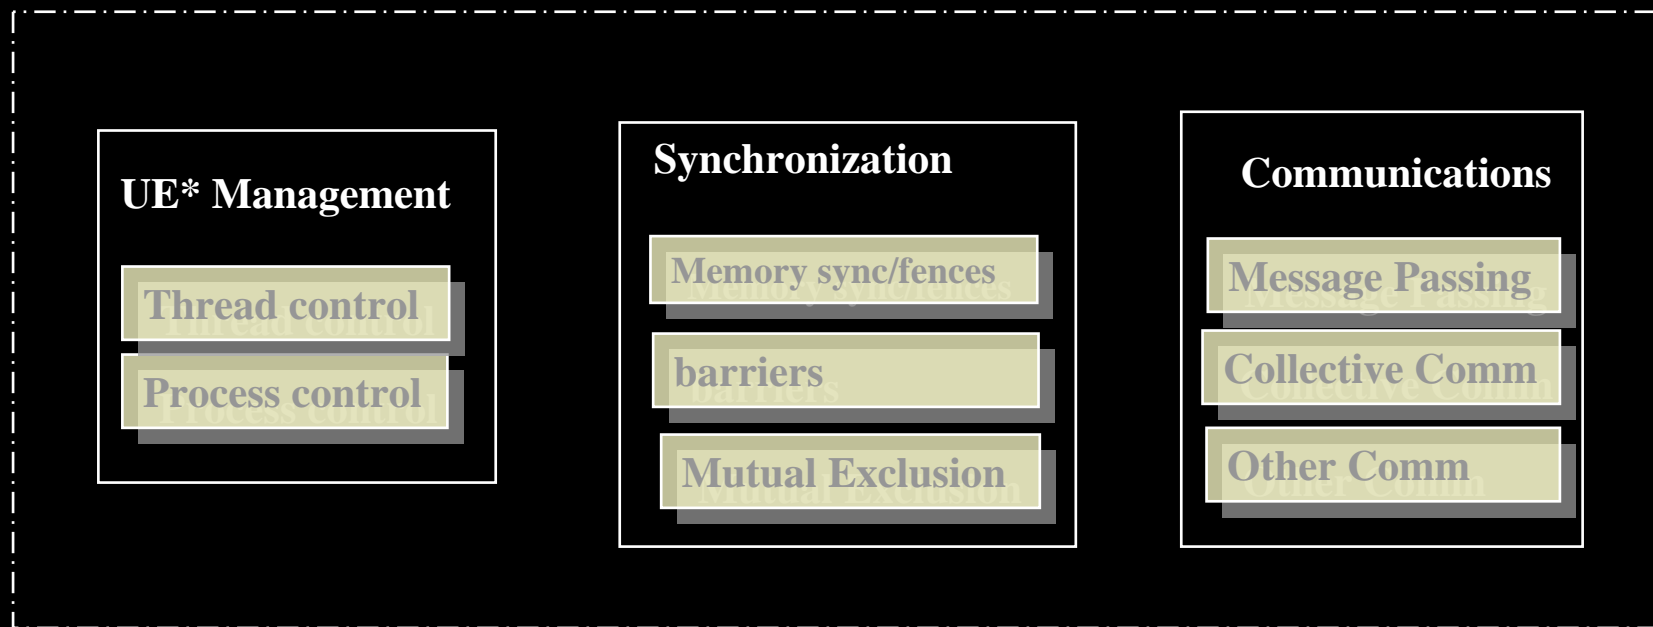 UE* Management
Thread control
Process control
Synchronization
Memory sync/fences
barriers
Mutual Exclusion
Communications
Message Passing
Collective Comm
Other Comm